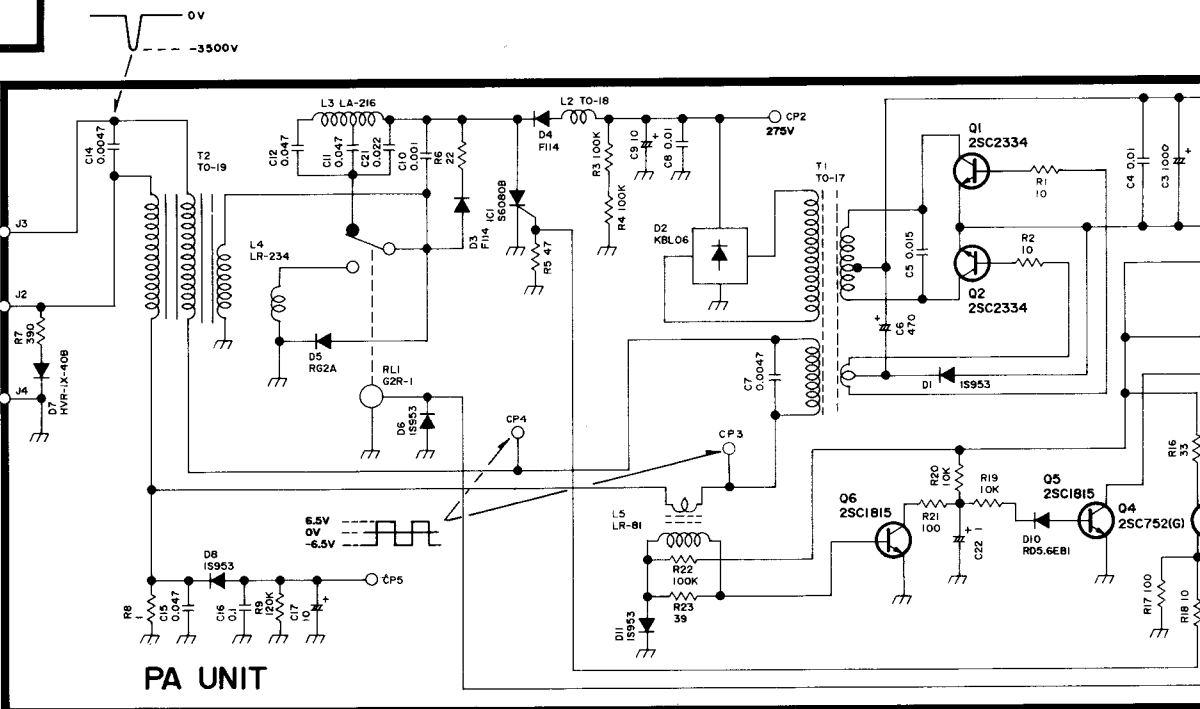 0V
-3500V
L3 LA-216
L2 TO-18
CP2
275V
C14
0.0047
T2
TO-19
C12
0.047
C11
0.047
C21
0.022
C10
0.001
R6
22
D4
F114
R3 100K
C9 10
+
C8 0.01
R4 100K
Q1
2SC2334
C4 0.01
C3 1000
+
T1
TO-17
R1
10
J3
L4
LR-234
D3
F114
IC1
S6080B
R5 47
D2
KBL06
C5 0.015
R2
10
Q2
2SC2334
J2
R7
390
D7
HVR-1X-40B
J4
D5
RG2A
RL1
G2R-1
D6
1S953
C7
0.0047
+
C6
470
D1
1S953
CP4
CP3
R16
33
R20
10K
R19
10K
Q5
2SC1815
Q4
2SC752(G)
Q6
2SC1815
R21
100
+
-
C22
D10
RD5.6EB1
6.5V
0V
-6.5V
L5
LR-81
R22
100K
R23
39
D11
1S953
D8
1S953
CP5
R8
1
C15
0.047
C16
0.1
R9
120K
C17
10
+
R17 100
R18 10
PA UNIT